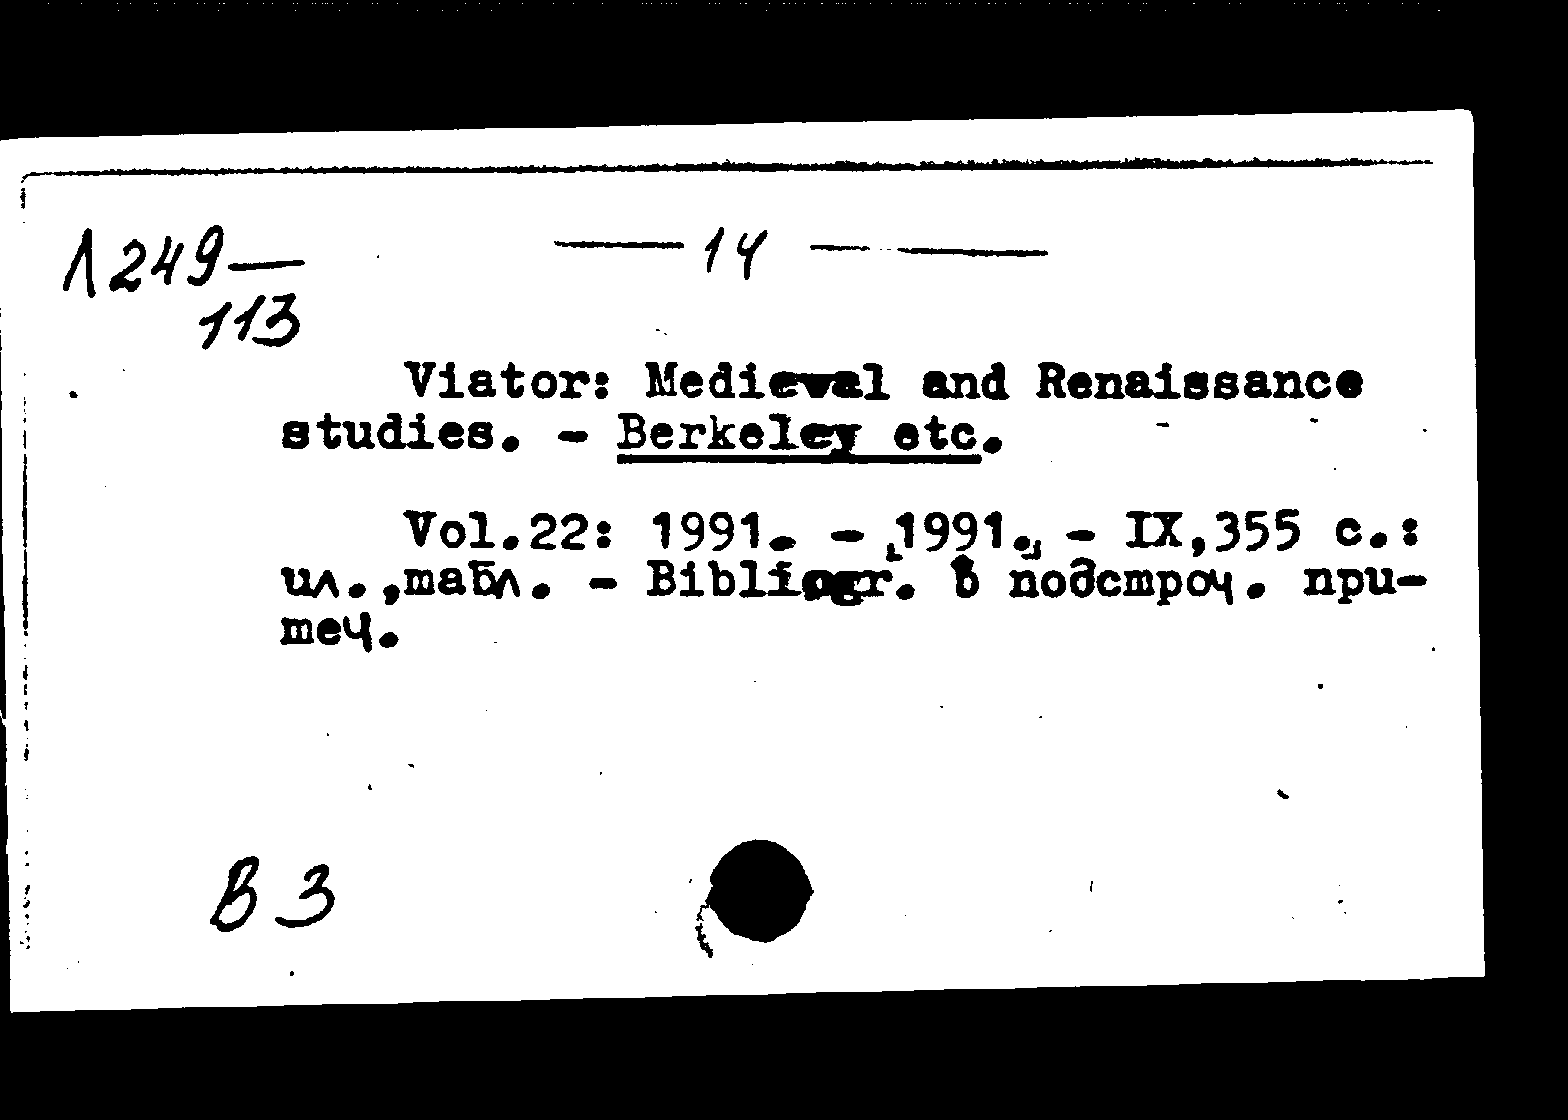 Л249— — 14 — —
113
Viator: Medieval and Renaissance
studies. - Berkeley etc.
Vol.22: 1991. - [1991.] - IX,355 с.:
ил.,табл. - Bibliogr. в подстроч. при-
меч.
В 3